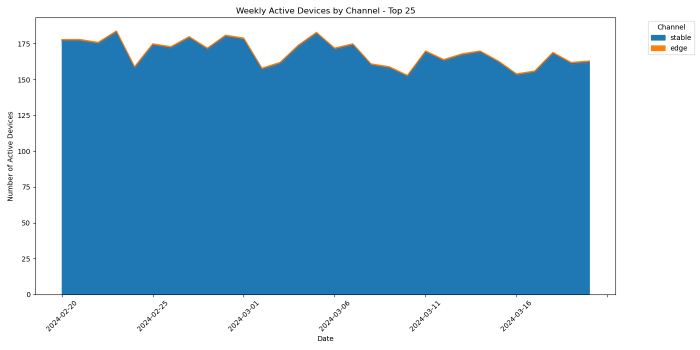 Weekly Active Devices by Channel - Top 25
Channel
stable
edge
Number of Active Devices
175
150
125
100
75
50
25
0
2024-02-20
2024-02-25
2024-03-01
2024-03-06
2024-03-11
2024-03-16
Date